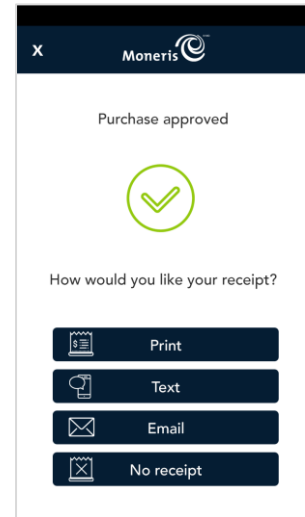 X
Moneris
Purchase approved
How would you like your receipt?
Print
Text
Email
No receipt